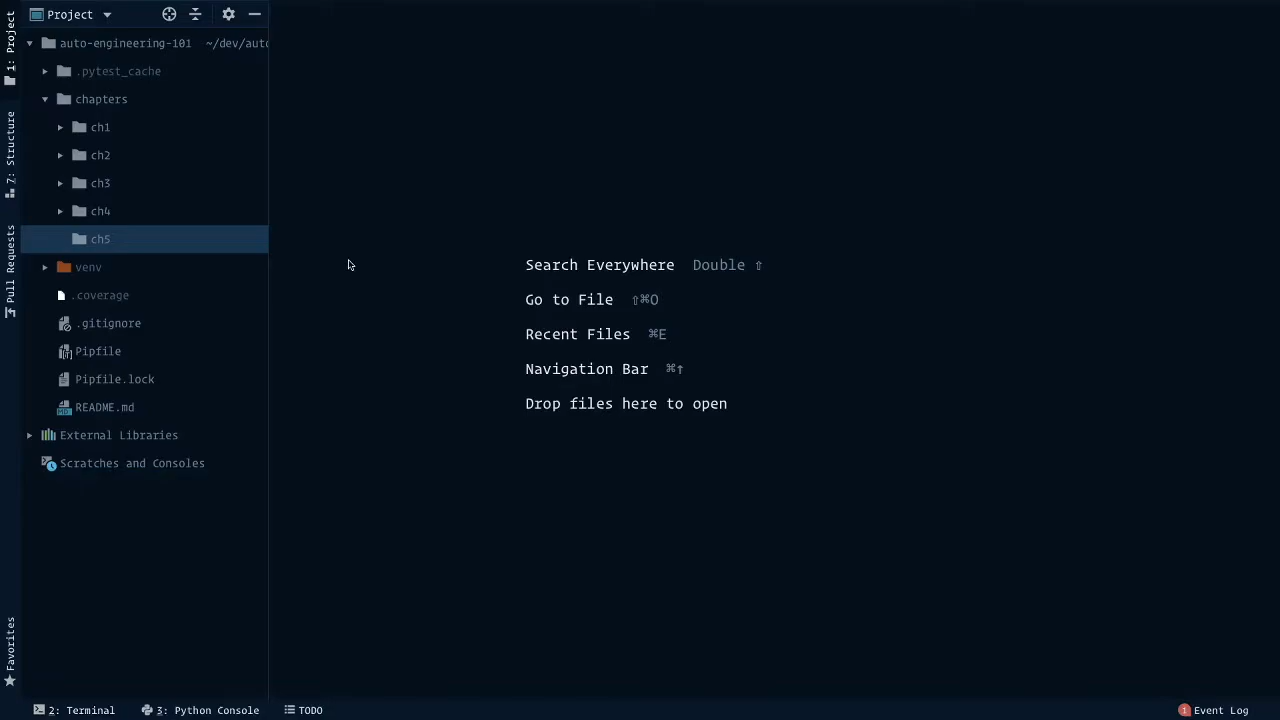 Project
auto-engineering-101 ~/dev/auto
.pytest_cache
chapters
ch1
ch2
ch3
ch4
ch5
venv
.coverage
.gitignore
Pipfile
Pipfile.lock
README.md
External Libraries
Scratches and Consoles
1: Project
7: Structure
Pull Requests
Favorites
Search Everywhere Double ⇧
Go to File ⇧⌘O
Recent Files ⌘E
Navigation Bar ⌘↑
Drop files here to open
2: Terminal 3: Python Console TODO
1 Event Log